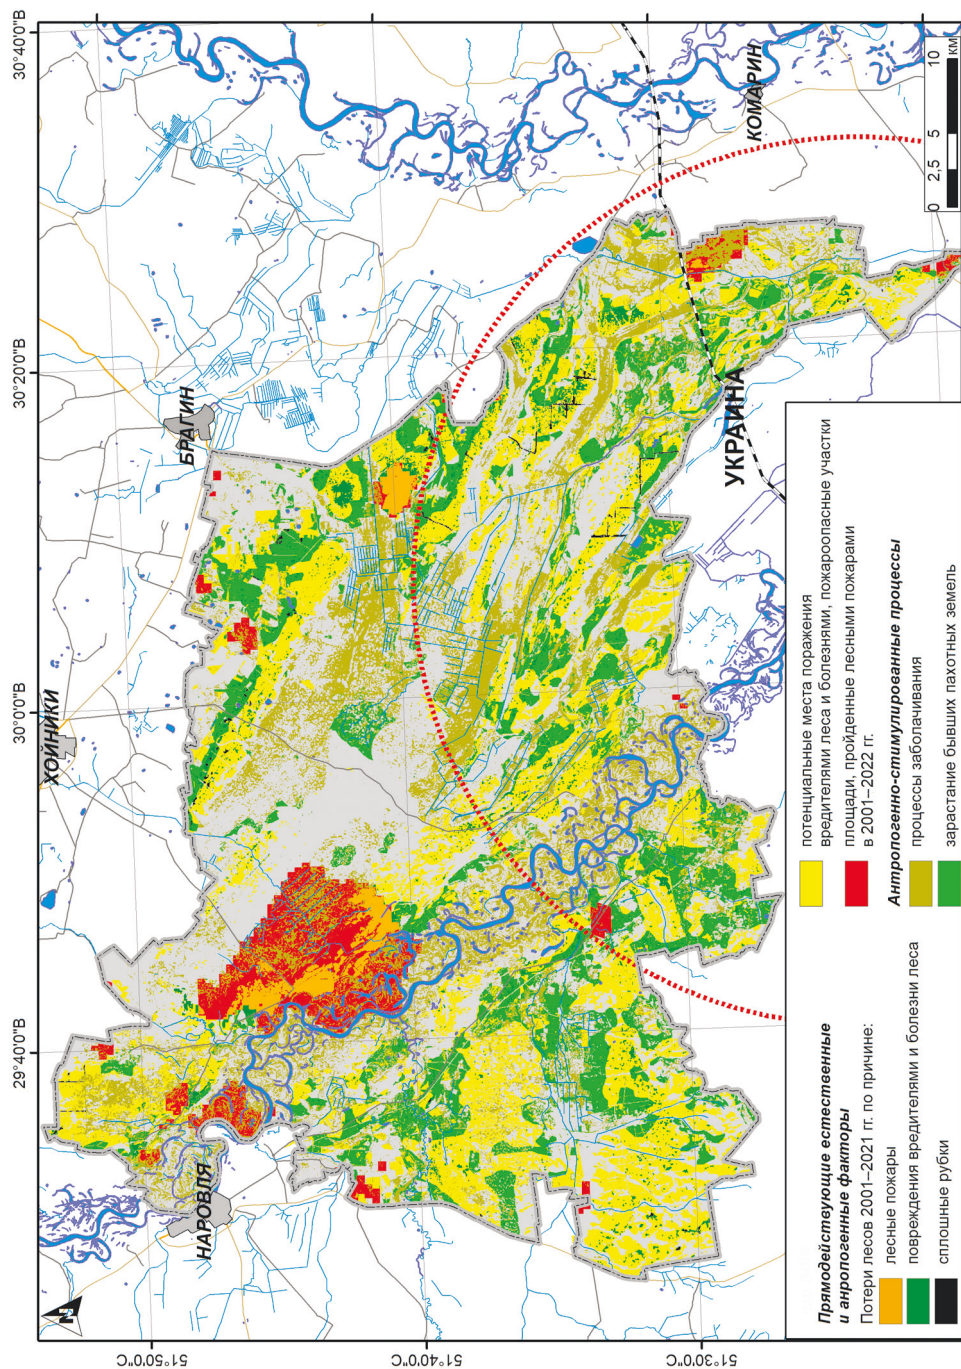 29°40'0"В
30°0'0"В
30°20'0"В
30°40'0"В
51°50'0"С
51°40'0"С
51°30'0"С
N
НАРОВЛЯ
ХОЙНИКИ
БРАГИН
КОМАРИН
УКРАИНА
0 2,5 5 10
км
Прямодействующие естественные
и анропогенные факторы
Потери лесов 2001–2021 гг. по причине:
лесные пожары
повреждения вредителями и болезни леса
сплошные рубки
потенциальные места поражения
вредителями леса и болезнями, пожароопасные участки
площади, пройденные лесными пожарами
в 2001–2022 гг.
Антропогенно-стимулированные процессы
процессы заболачивания
зарастание бывших пахотных земель